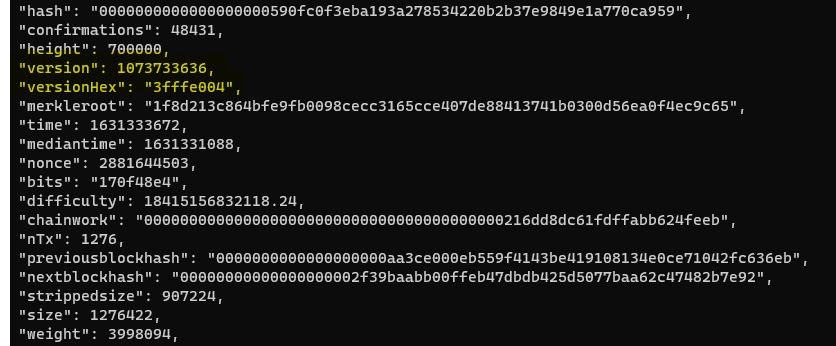 "hash": "0000000000000000000590fc0f3eba193a278534220b2b37e9849e1a770ca959",
"confirmations": 48431,
"height": 700000,
"version": 1073733636,
"versionHex": "3fffe004",
"merkleroot": "1f8d213c864bfe9fb0098cecc3165cce407de88413741b0300d56ea0f4ec9c65",
"time": 1631333672,
"mediantime": 1631331088,
"nonce": 2881644503,
"bits": "170f48e4",
"difficulty": 18415156832118.24,
"chainwork": "0000000000000000000000000000000000000000216dd8dc61fdffabb624feeb",
"nTx": 1276,
"previousblockhash": "0000000000000000000aa3ce000eb559f4143be419108134e0ce71042fc636eb",
"nextblockhash": "00000000000000000002f39baabb00ffeb47dbdb425d5077baa62c47482b7e92",
"strippedsize": 907224,
"size": 1276422,
"weight": 3998094,